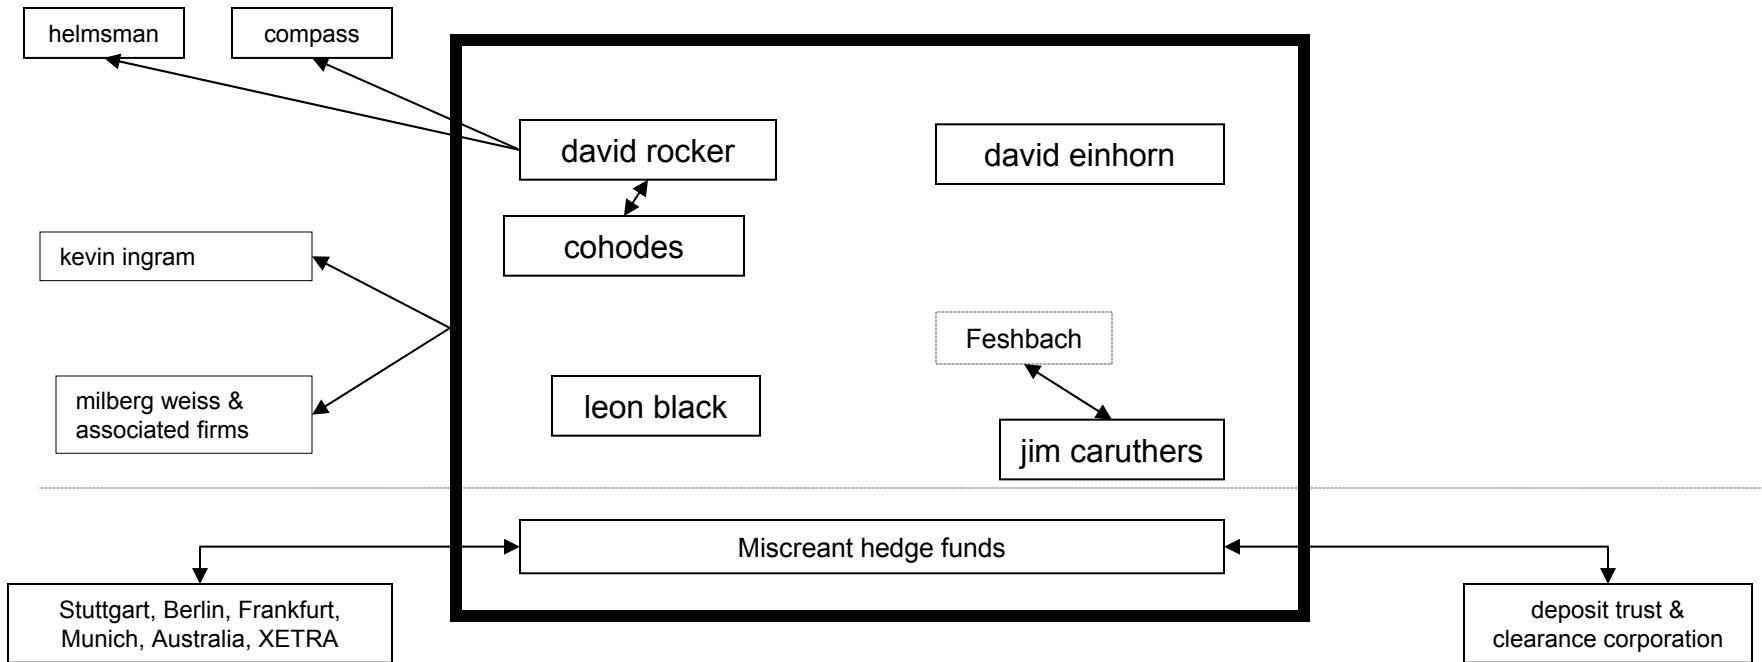 helmsman
compass
david rocker
david einhorn
cohodes
kevin ingram
Feshbach
milberg weiss &
associated firms
leon black
jim caruthers
Miscreant hedge funds
Stuttgart, Berlin, Frankfurt,
Munich, Australia, XETRA
deposit trust &
clearance corporation